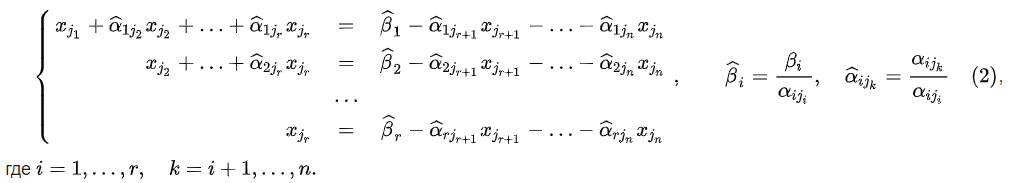 x_{j_1} + \widehat{\alpha}_{1j_2} x_{j_2} + \ldots + \widehat{\alpha}_{1j_r} x_{j_r} = \widehat{\beta}_1 - \widehat{\alpha}_{1j_{r+1}} x_{j_{r+1}} - \ldots - \widehat{\alpha}_{1j_n} x_{j_n}
x_{j_2} + \ldots + \widehat{\alpha}_{2j_r} x_{j_r} = \widehat{\beta}_2 - \widehat{\alpha}_{2j_{r+1}} x_{j_{r+1}} - \ldots - \widehat{\alpha}_{2j_n} x_{j_n} , \widehat{\beta}_i = \frac{\beta_i}{\alpha_{ij_i}}, \widehat{\alpha}_{ij_k} = \frac{\alpha_{ij_k}}{\alpha_{ij_i}} (2),
\ldots
x_{j_r} = \widehat{\beta}_r - \widehat{\alpha}_{rj_{r+1}} x_{j_{r+1}} - \ldots - \widehat{\alpha}_{rj_n} x_{j_n}
где i = 1, \ldots, r, k = i + 1, \ldots, n.